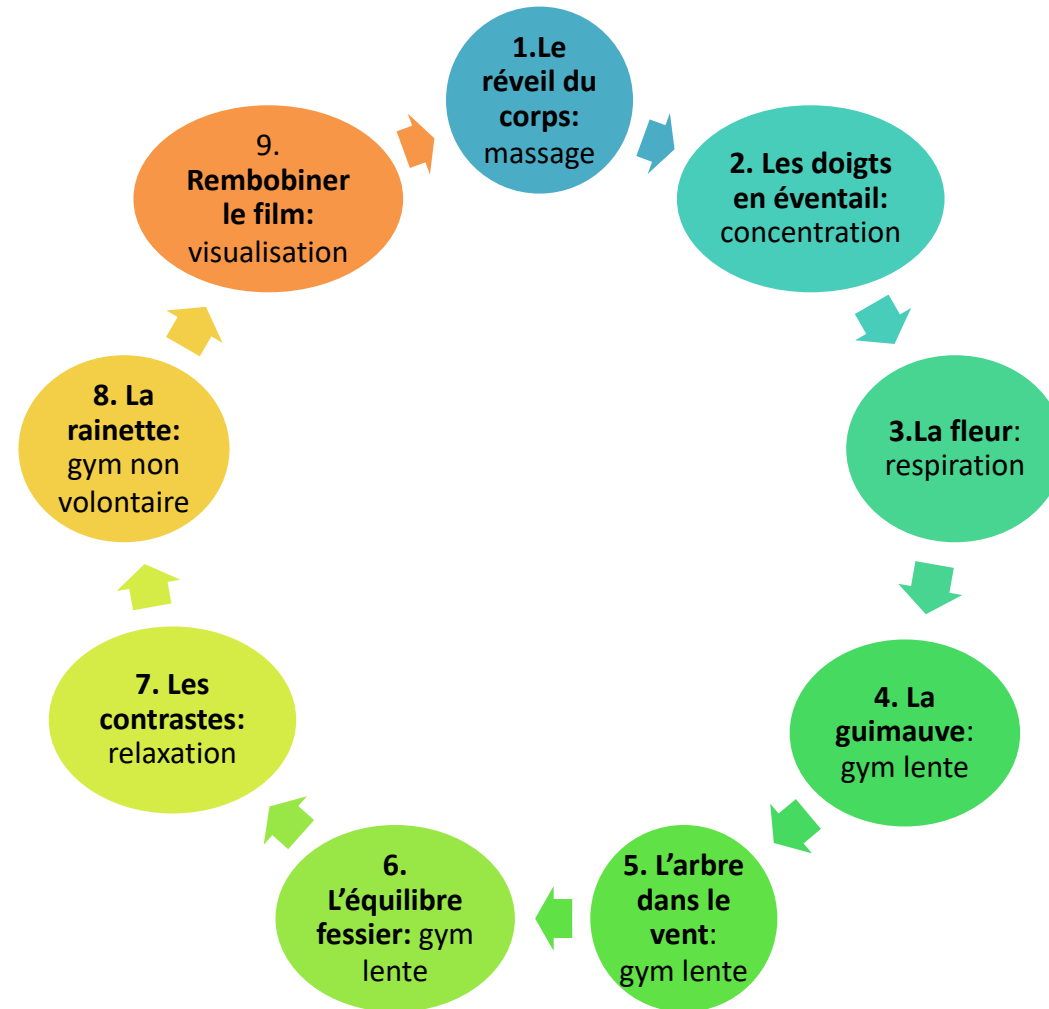 1.Le
réveil du
corps:
massage
2. Les doigts
en éventail:
concentration
3.La fleur:
respiration
4. La
guimauve:
gym lente
5. L’arbre
dans le
vent:
gym lente
6.
L’équilibre
fessier: gym
lente
7. Les
contrastes:
relaxation
8. La
rainette:
gym non
volontaire
9.
Rembobiner
le film:
visualisation